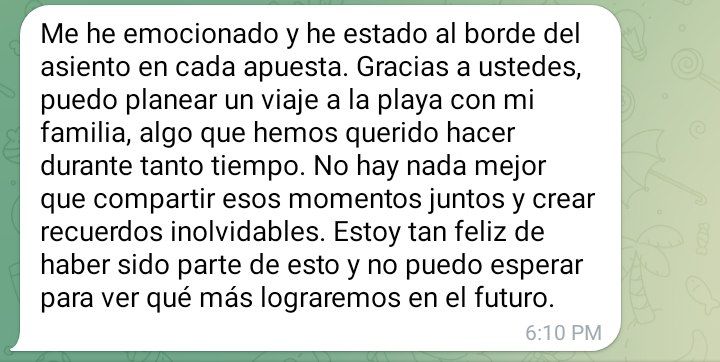 Me he emocionado y he estado al borde del
asiento en cada apuesta. Gracias a ustedes,
puedo planear un viaje a la playa con mi
familia, algo que hemos querido hacer
durante tanto tiempo. No hay nada mejor
que compartir esos momentos juntos y crear
recuerdos inolvidables. Estoy tan feliz de
haber sido parte de esto y no puedo esperar
para ver qué más lograremos en el futuro.
6:10 PM